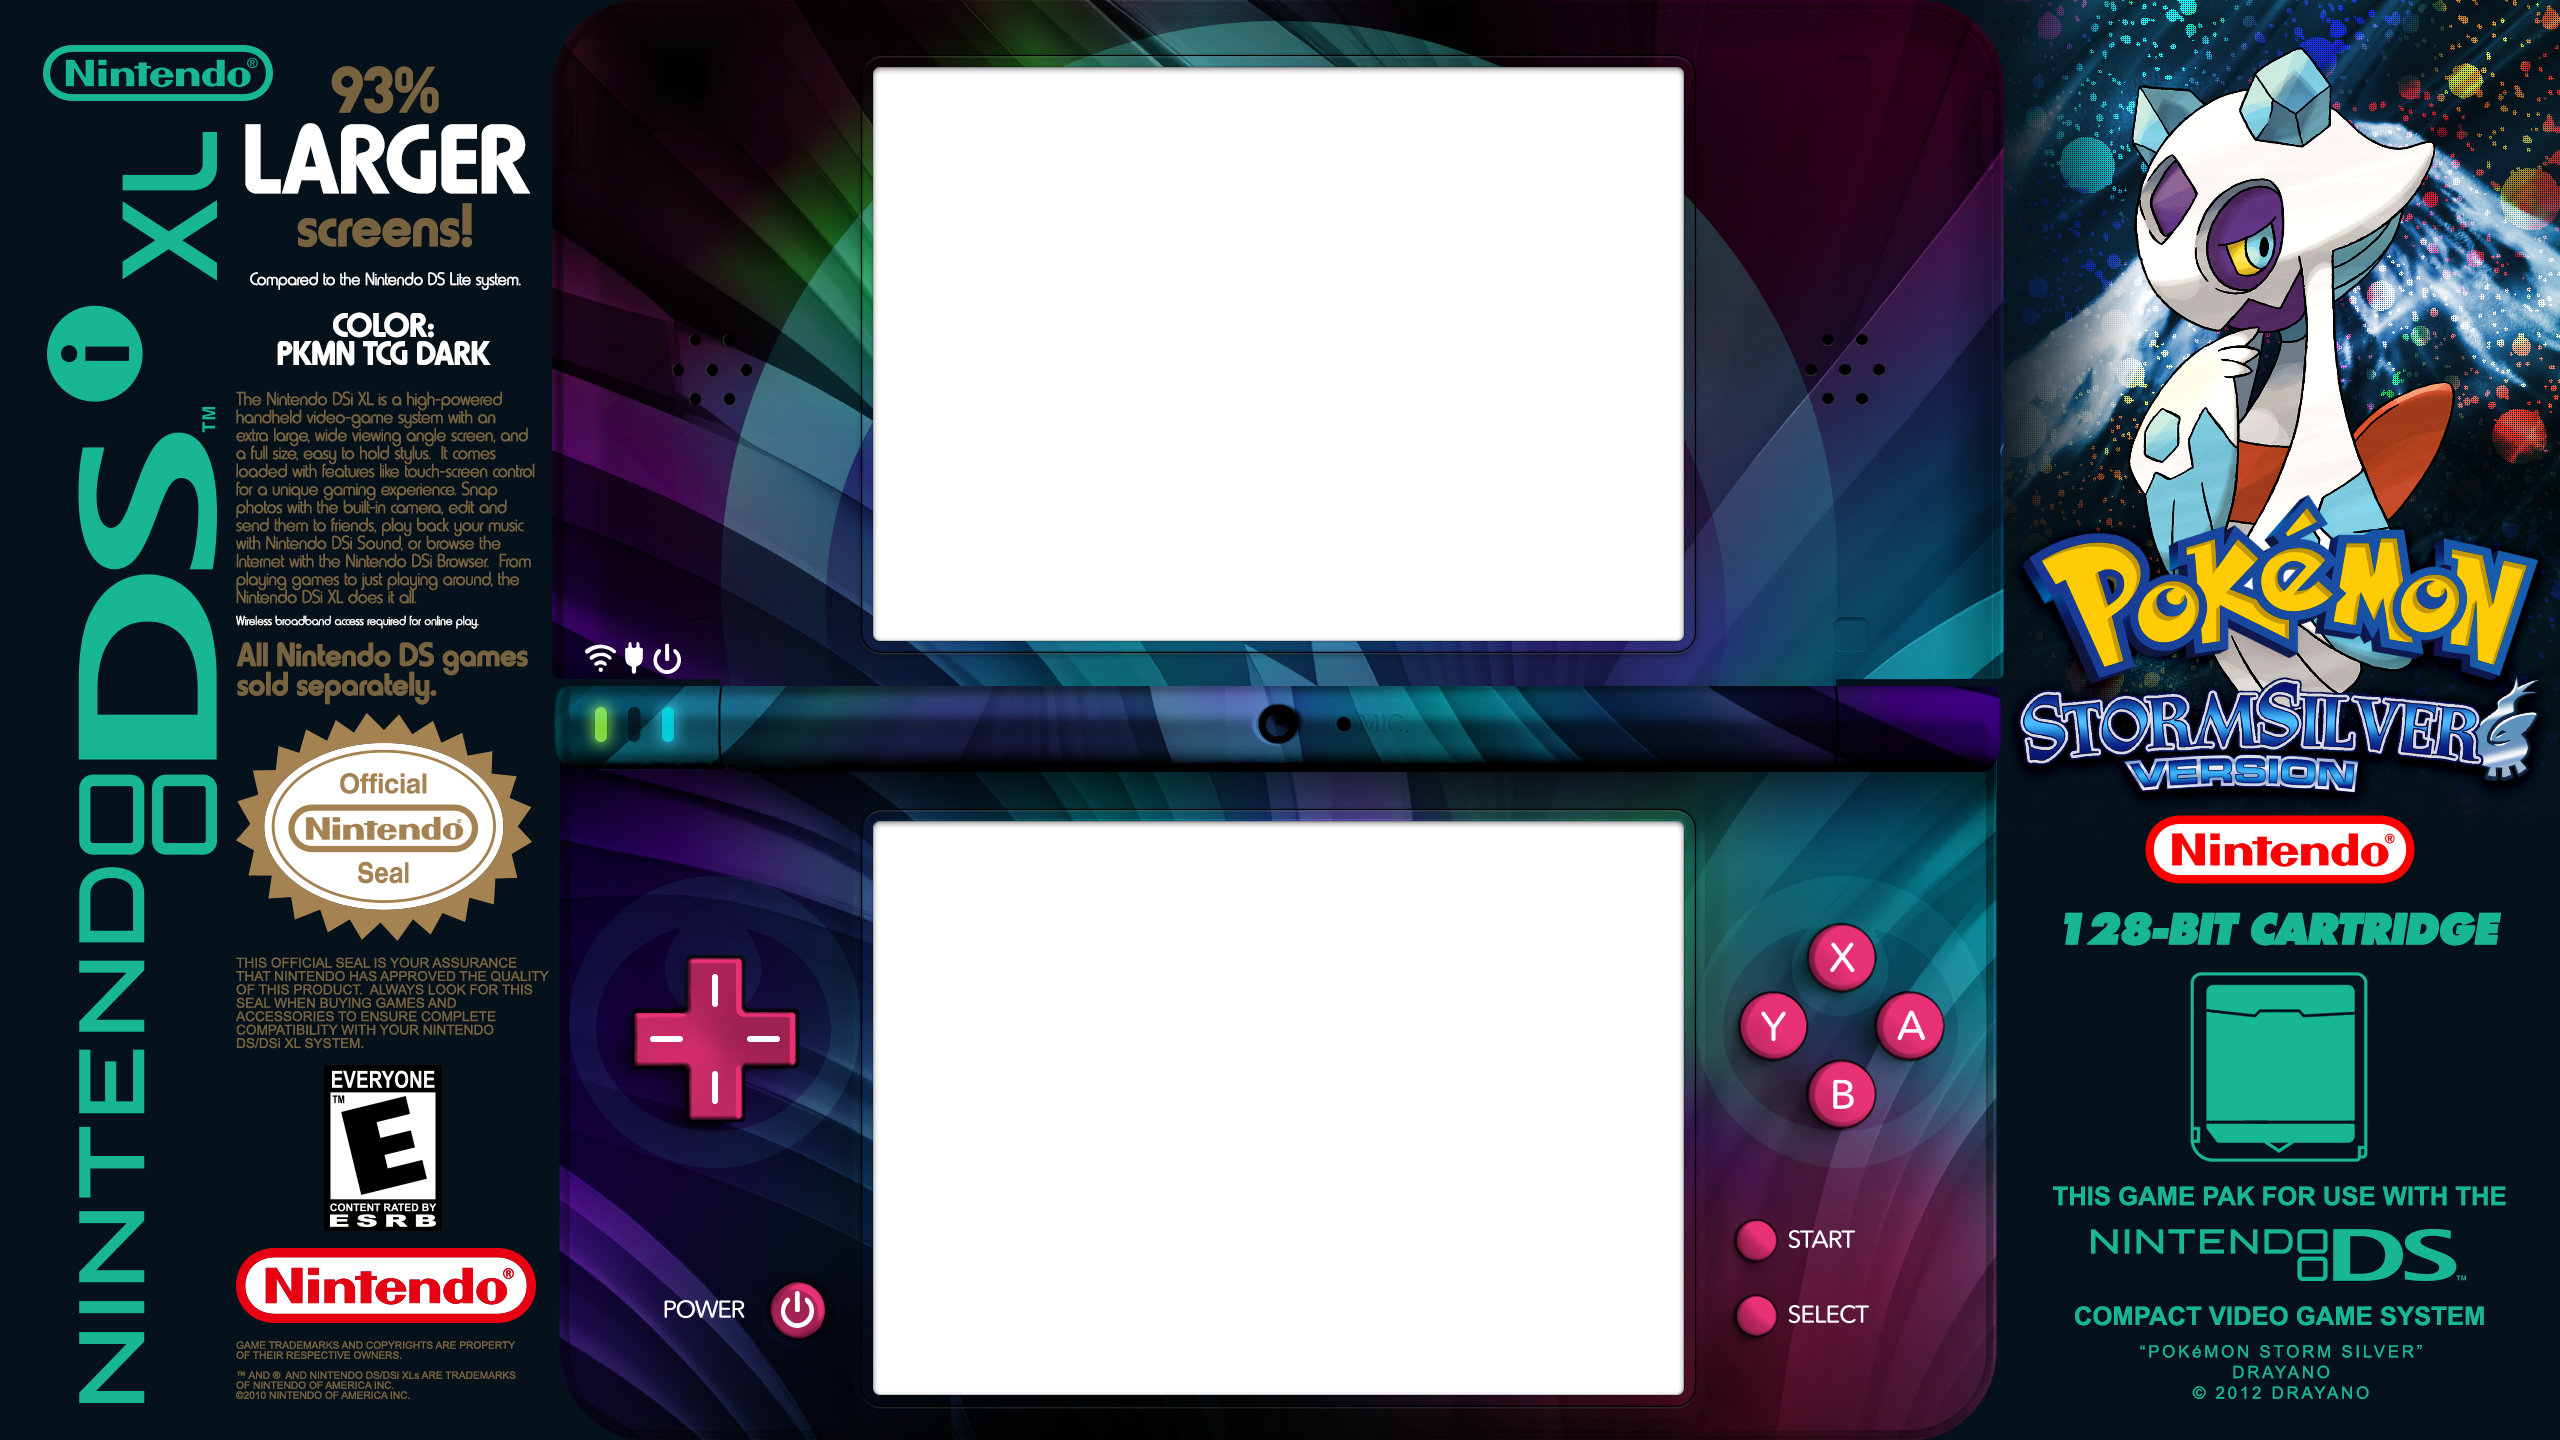 Nintendo®
NINTENDO DSi XL™
93%
LARGER
screens!
Compared to the Nintendo DS Lite system.
COLOR:
PKMN TCG DARK
The Nintendo DSi XL is a high-powered
handheld video-game system with an
extra large, wide viewing angle screen, and
a full size, easy to hold stylus.  It comes
loaded with features like touch-screen control
for a unique gaming experience. Snap
photos with the built-in camera, edit and
send them to friends, play back your music
with Nintendo DSi Sound, or browse the
Internet with the Nintendo DSi Browser.  From
playing games to just playing around, the
Nintendo DSi XL does it all.
Wireless broadband access required for online play.
All Nintendo DS games
sold separately.
Official
Nintendo®
Seal
THIS OFFICIAL SEAL IS YOUR ASSURANCE
THAT NINTENDO HAS APPROVED THE QUALITY
OF THIS PRODUCT.  ALWAYS LOOK FOR THIS
SEAL WHEN BUYING GAMES AND
ACCESSORIES TO ENSURE COMPLETE
COMPATIBILITY WITH YOUR NINTENDO
DS/DSi XL SYSTEM.
EVERYONE
™
E
CONTENT RATED BY
ESRB
Nintendo®
GAME TRADEMARKS AND COPYRIGHTS ARE PROPERTY
OF THEIR RESPECTIVE OWNERS.
™ AND ® AND NINTENDO DS/DSi XLs ARE TRADEMARKS
OF NINTENDO OF AMERICA INC.
©2010 NINTENDO OF AMERICA INC.
MIC.
X
Y
A
B
START
SELECT
POWER
POKéMON
STORMSILVER
VERSION
Nintendo®
128-BIT CARTRIDGE
THIS GAME PAK FOR USE WITH THE
NINTENDO DS™
COMPACT VIDEO GAME SYSTEM
“POKéMON STORM SILVER”
DRAYANO
© 2012 DRAYANO